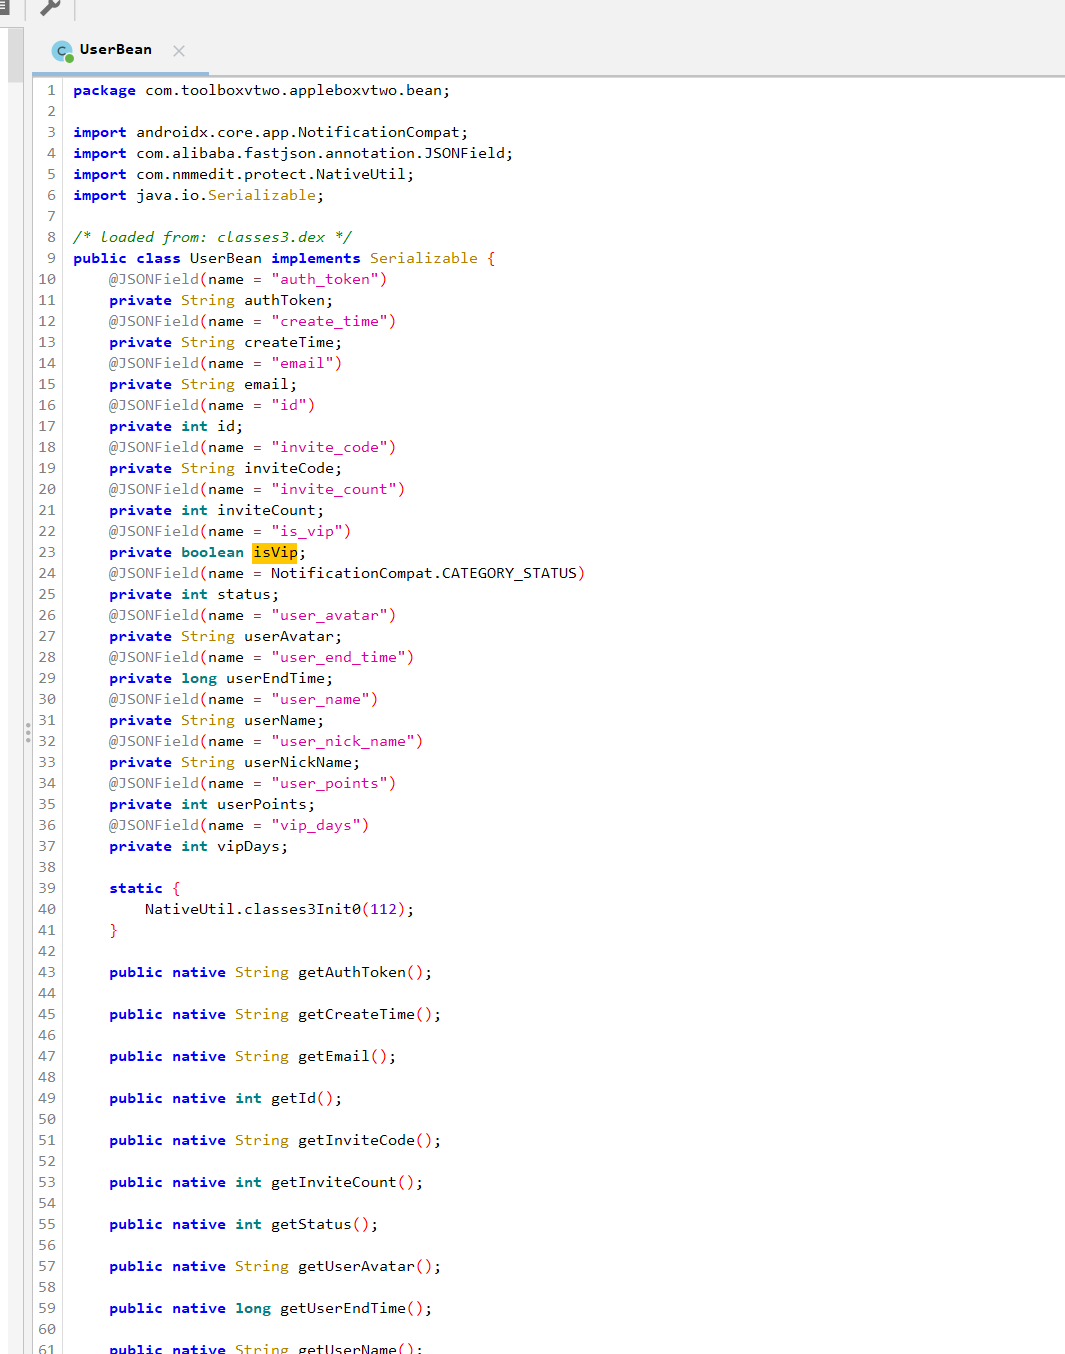 UserBean
1 package com.toolboxvtwo.appleboxvtwo.bean;
2
3 import androidx.core.app.NotificationCompat;
4 import com.alibaba.fastjson.annotation.JSONField;
5 import com.nmmedit.protect.NativeUtil;
6 import java.io.Serializable;
7
8 /* loaded from: classes3.dex */
9 public class UserBean implements Serializable {
10 @JSONField(name = "auth_token")
11 private String authToken;
12 @JSONField(name = "create_time")
13 private String createTime;
14 @JSONField(name = "email")
15 private String email;
16 @JSONField(name = "id")
17 private int id;
18 @JSONField(name = "invite_code")
19 private String inviteCode;
20 @JSONField(name = "invite_count")
21 private int inviteCount;
22 @JSONField(name = "is_vip")
23 private boolean isVip;
24 @JSONField(name = NotificationCompat.CATEGORY_STATUS)
25 private int status;
26 @JSONField(name = "user_avatar")
27 private String userAvatar;
28 @JSONField(name = "user_end_time")
29 private long userEndTime;
30 @JSONField(name = "user_name")
31 private String userName;
32 @JSONField(name = "user_nick_name")
33 private String userNickName;
34 @JSONField(name = "user_points")
35 private int userPoints;
36 @JSONField(name = "vip_days")
37 private int vipDays;
38
39 static {
40 NativeUtil.classes3Init0(112);
41 }
42
43 public native String getAuthToken();
44
45 public native String getCreateTime();
46
47 public native String getEmail();
48
49 public native int getId();
50
51 public native String getInviteCode();
52
53 public native int getInviteCount();
54
55 public native int getStatus();
56
57 public native String getUserAvatar();
58
59 public native long getUserEndTime();
60
61 public native String getUserName();